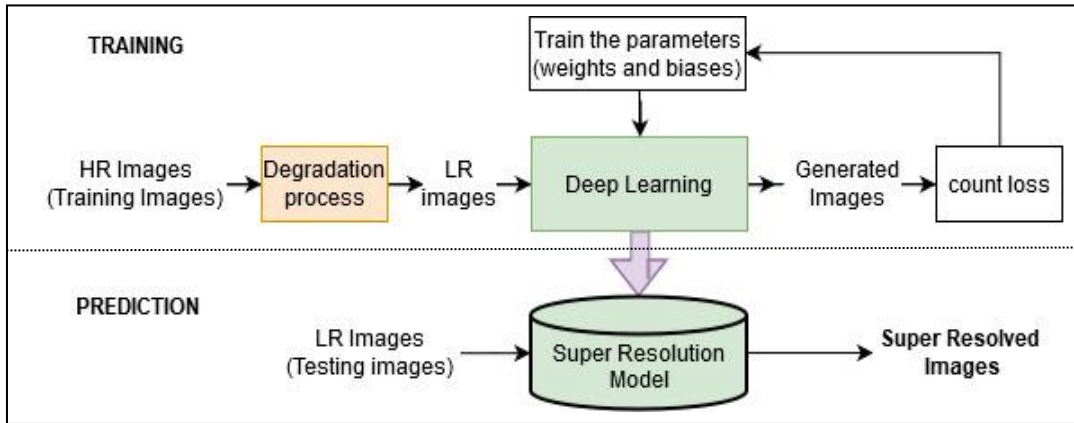 TRAINING
Train the parameters
(weights and biases)
HR Images
(Training Images)
Degradation
process
LR
images
Deep Learning
Generated
Images
count loss
PREDICTION
LR Images
(Testing images)
Super Resolution
Model
Super Resolved
Images